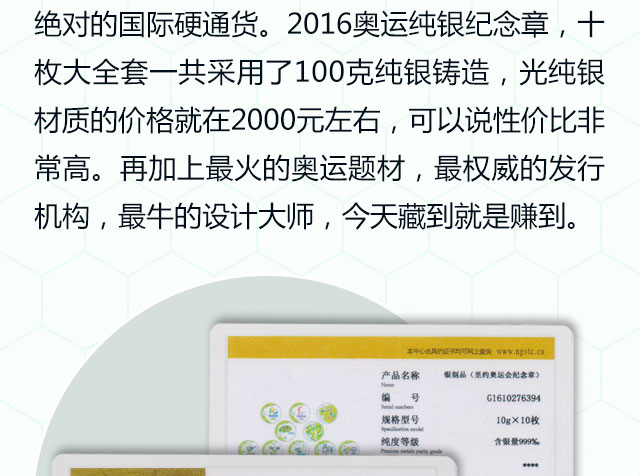 绝对的国际硬通货。2016奥运纯银纪念章，十
枚大全套一共采用了100克纯银铸造，光纯银
材质的价格就在2000元左右，可以说性价比非
常高。再加上最火的奥运题材，最权威的发行
机构，最牛的设计大师，今天藏到就是赚到。
本中心出具的证书均可网上查询 www.ngstc.cn
产品名称 银制品（里约奥运会纪念章）
Name
编 号 G1610276394
Serial numbers
规格型号 10g×10枚
Specification model
纯度等级 含银量999‰
Precious metals purity grade
****